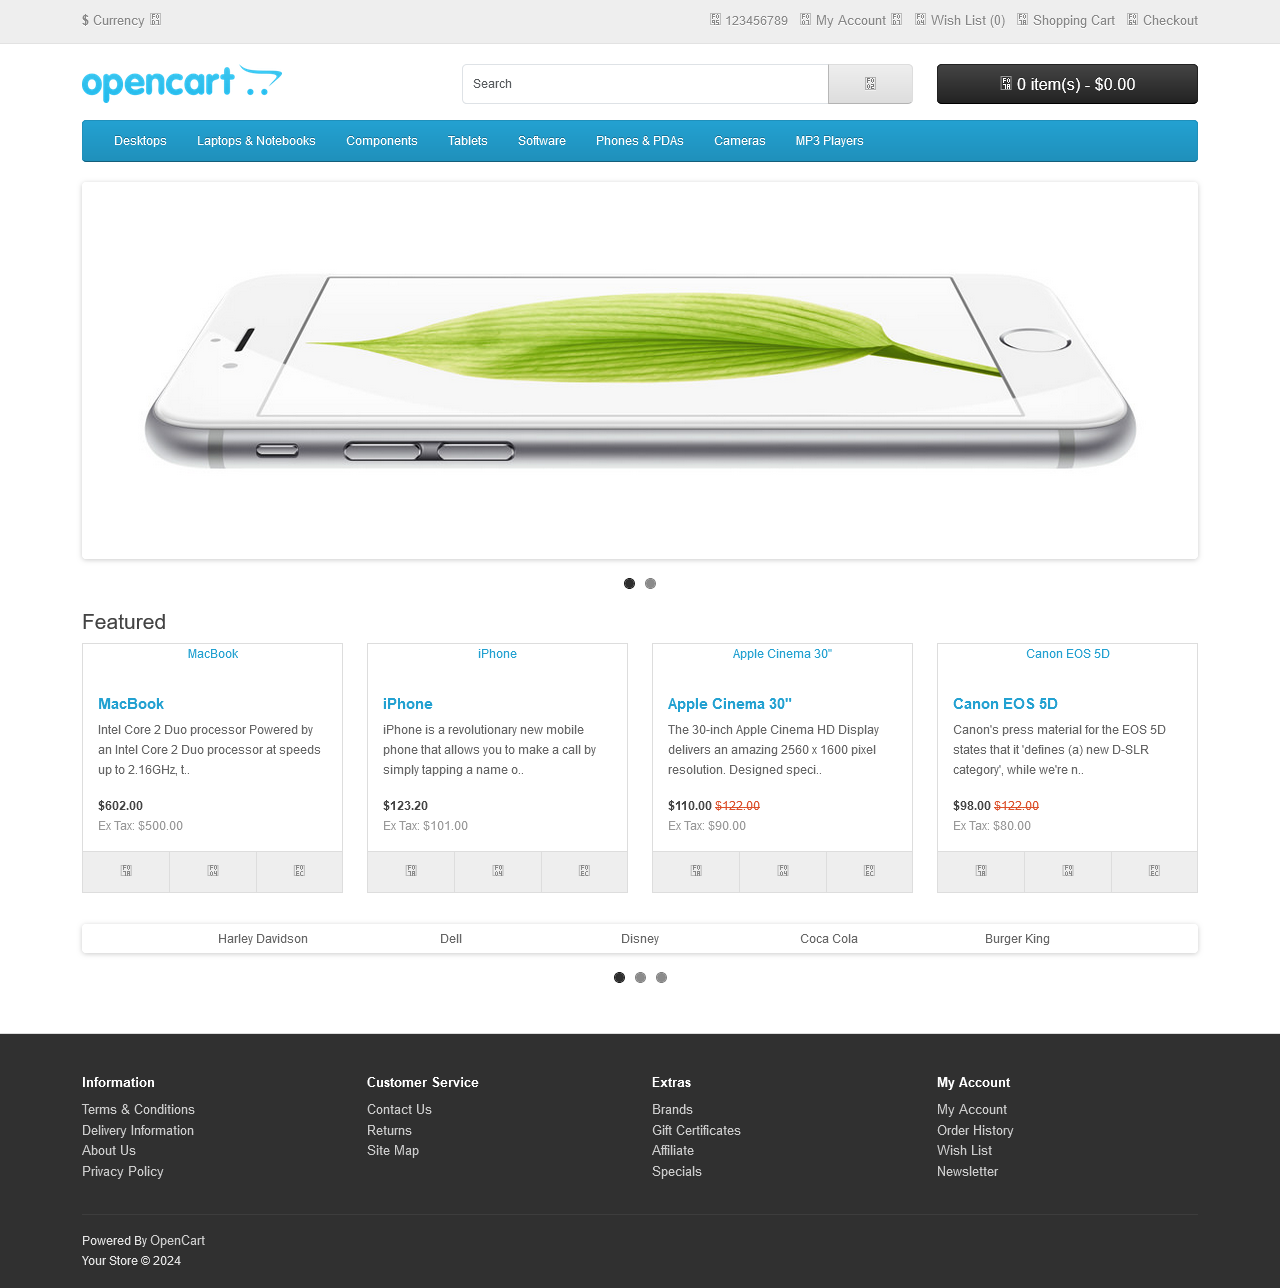 $ Currency
123456789 My Account Wish List (0) Shopping Cart Checkout
opencart
Search
0 item(s) - $0.00
Desktops Laptops & Notebooks Components Tablets Software Phones & PDAs Cameras MP3 Players
Featured
MacBook
MacBook
Intel Core 2 Duo processor Powered by
an Intel Core 2 Duo processor at speeds
up to 2.16GHz, t..
$602.00
Ex Tax: $500.00
iPhone
iPhone
iPhone is a revolutionary new mobile
phone that allows you to make a call by
simply tapping a name o..
$123.20
Ex Tax: $101.00
Apple Cinema 30"
Apple Cinema 30"
The 30-inch Apple Cinema HD Display
delivers an amazing 2560 x 1600 pixel
resolution. Designed speci..
$110.00 $122.00
Ex Tax: $90.00
Canon EOS 5D
Canon EOS 5D
Canon's press material for the EOS 5D
states that it 'defines (a) new D-SLR
category', while we're n..
$98.00 $122.00
Ex Tax: $80.00
Harley Davidson Dell Disney Coca Cola Burger King
Information
Terms & Conditions
Delivery Information
About Us
Privacy Policy
Customer Service
Contact Us
Returns
Site Map
Extras
Brands
Gift Certificates
Affiliate
Specials
My Account
My Account
Order History
Wish List
Newsletter
Powered By OpenCart
Your Store © 2024